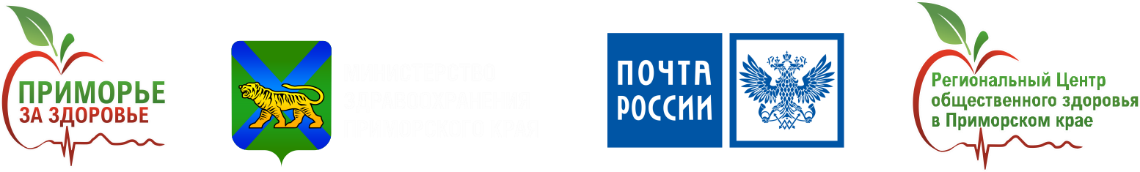 ПРИМОРЬЕ
ЗА ЗДОРОВЬЕ
ПОЧТА
РОССИИ
Региональный Центр
общественного здоровья
в Приморском крае